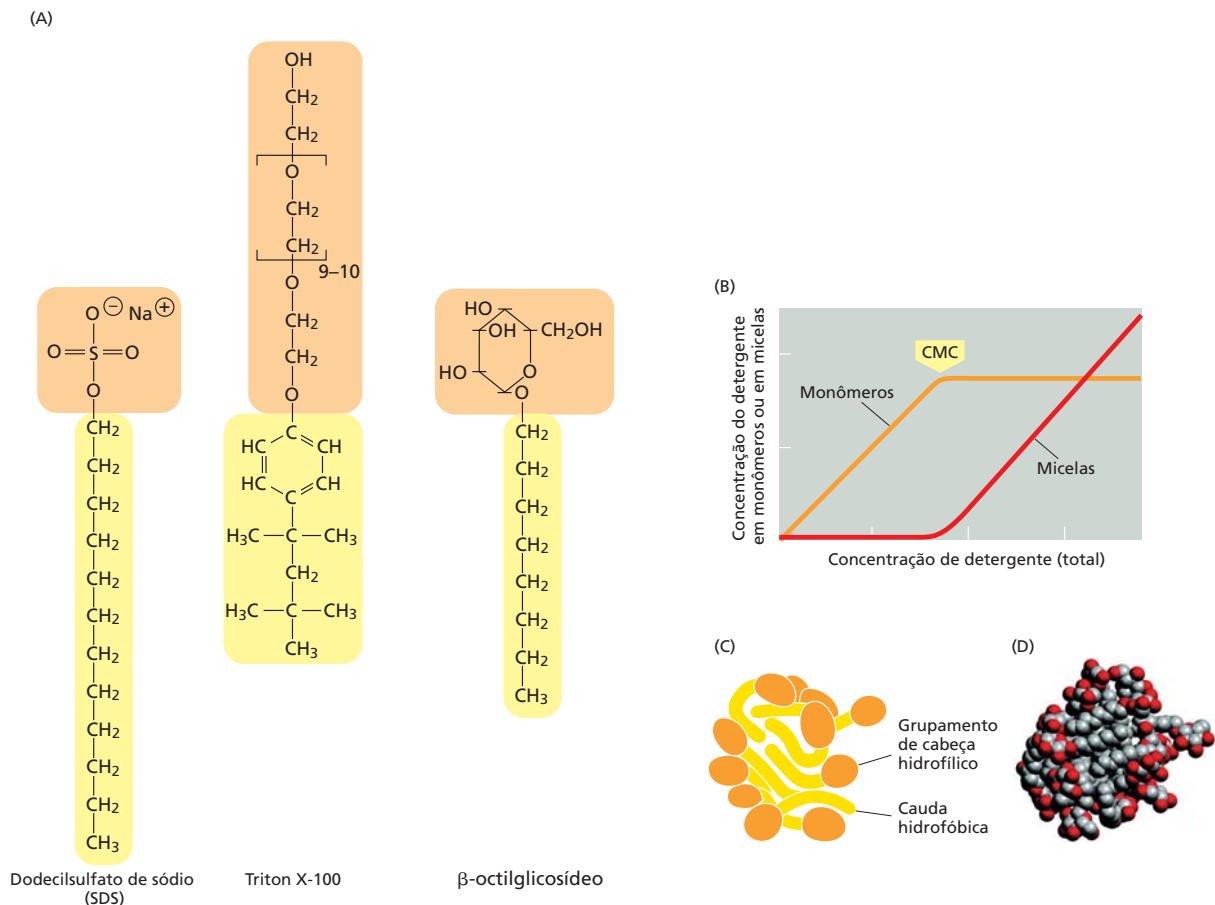 (A)
O⊖ Na⊕
O=S=O
O
CH2
CH2
CH2
CH2
CH2
CH2
CH2
CH2
CH2
CH2
CH2
CH3
Dodecilsulfato de sódio
(SDS)
OH
CH2
CH2
O
CH2
CH2
9–10
O
CH2
CH2
O
C
HC CH
HC CH
C
H3C—C—CH3
CH2
H3C—C—CH3
CH3
Triton X-100
HO
OH CH2OH
HO O
O
CH2
CH2
CH2
CH2
CH2
CH2
CH2
CH3
β-octilglicosídeo
(B)
Concentração do detergente
em monômeros ou em micelas
CMC
Monômeros
Micelas
Concentração de detergente (total)
(C)
Grupamento
de cabeça
hidrofílico
Cauda
hidrofóbica
(D)